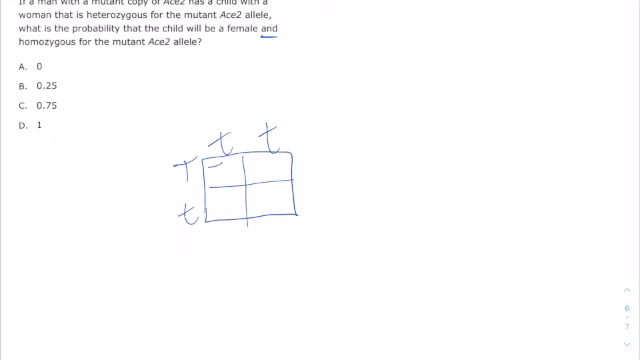 If a man with a mutant copy of Ace2 has a child with a
woman that is heterozygous for the mutant Ace2 allele,
what is the probability that the child will be a female and
homozygous for the mutant Ace2 allele?
A. 0
B. 0.25
C. 0.75
D. 1
t t
T
t
6
7